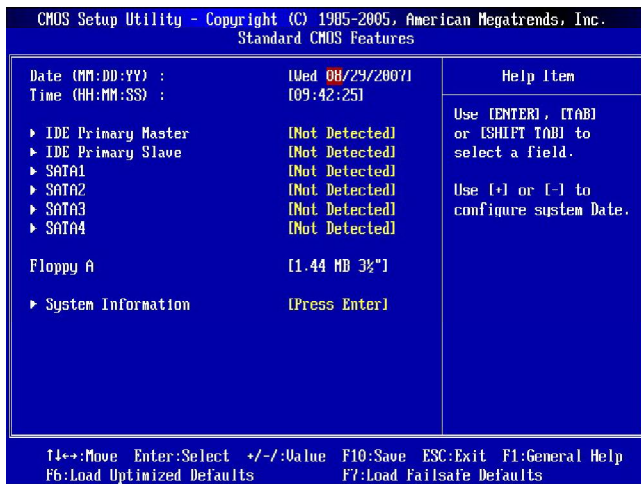 CMOS Setup Utility - Copyright (C) 1985-2005, American Megatrends, Inc.
Standard CMOS Features
Date (MM:DD:YY) : [Wed 08/29/2007]
Time (HH:MM:SS) : [09:42:25]
▸ IDE Primary Master [Not Detected]
▸ IDE Primary Slave [Not Detected]
▸ SATA1 [Not Detected]
▸ SATA2 [Not Detected]
▸ SATA3 [Not Detected]
▸ SATA4 [Not Detected]
Floppy A [1.44 MB 3½"]
▸ System Information [Press Enter]
Help Item
Use [ENTER], [TAB]
or [SHIFT TAB] to
select a field.
Use [+] or [-] to
configure system Date.
↑↓←→:Move Enter:Select +/-/:Value F10:Save ESC:Exit F1:General Help
F6:Load Optimized Defaults F7:Load Failsafe Defaults